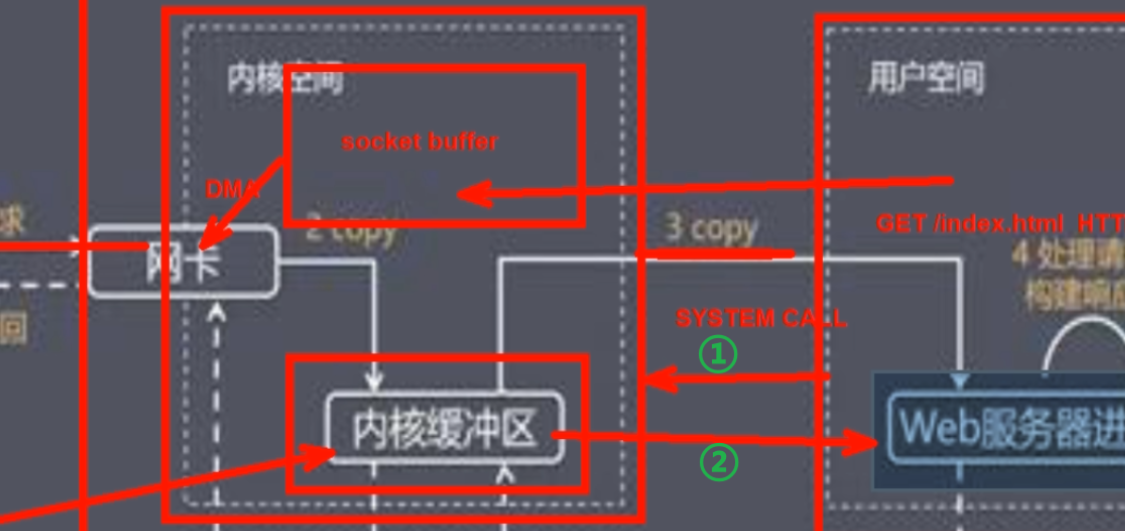 内核空间
用户空间
socket buffer
DMA
求
2 copy
3 copy
GET /index.html HTT
网卡
4 处理请
构建响应
回
SYSTEM CALL
①
内核缓冲区
Web服务器进
②